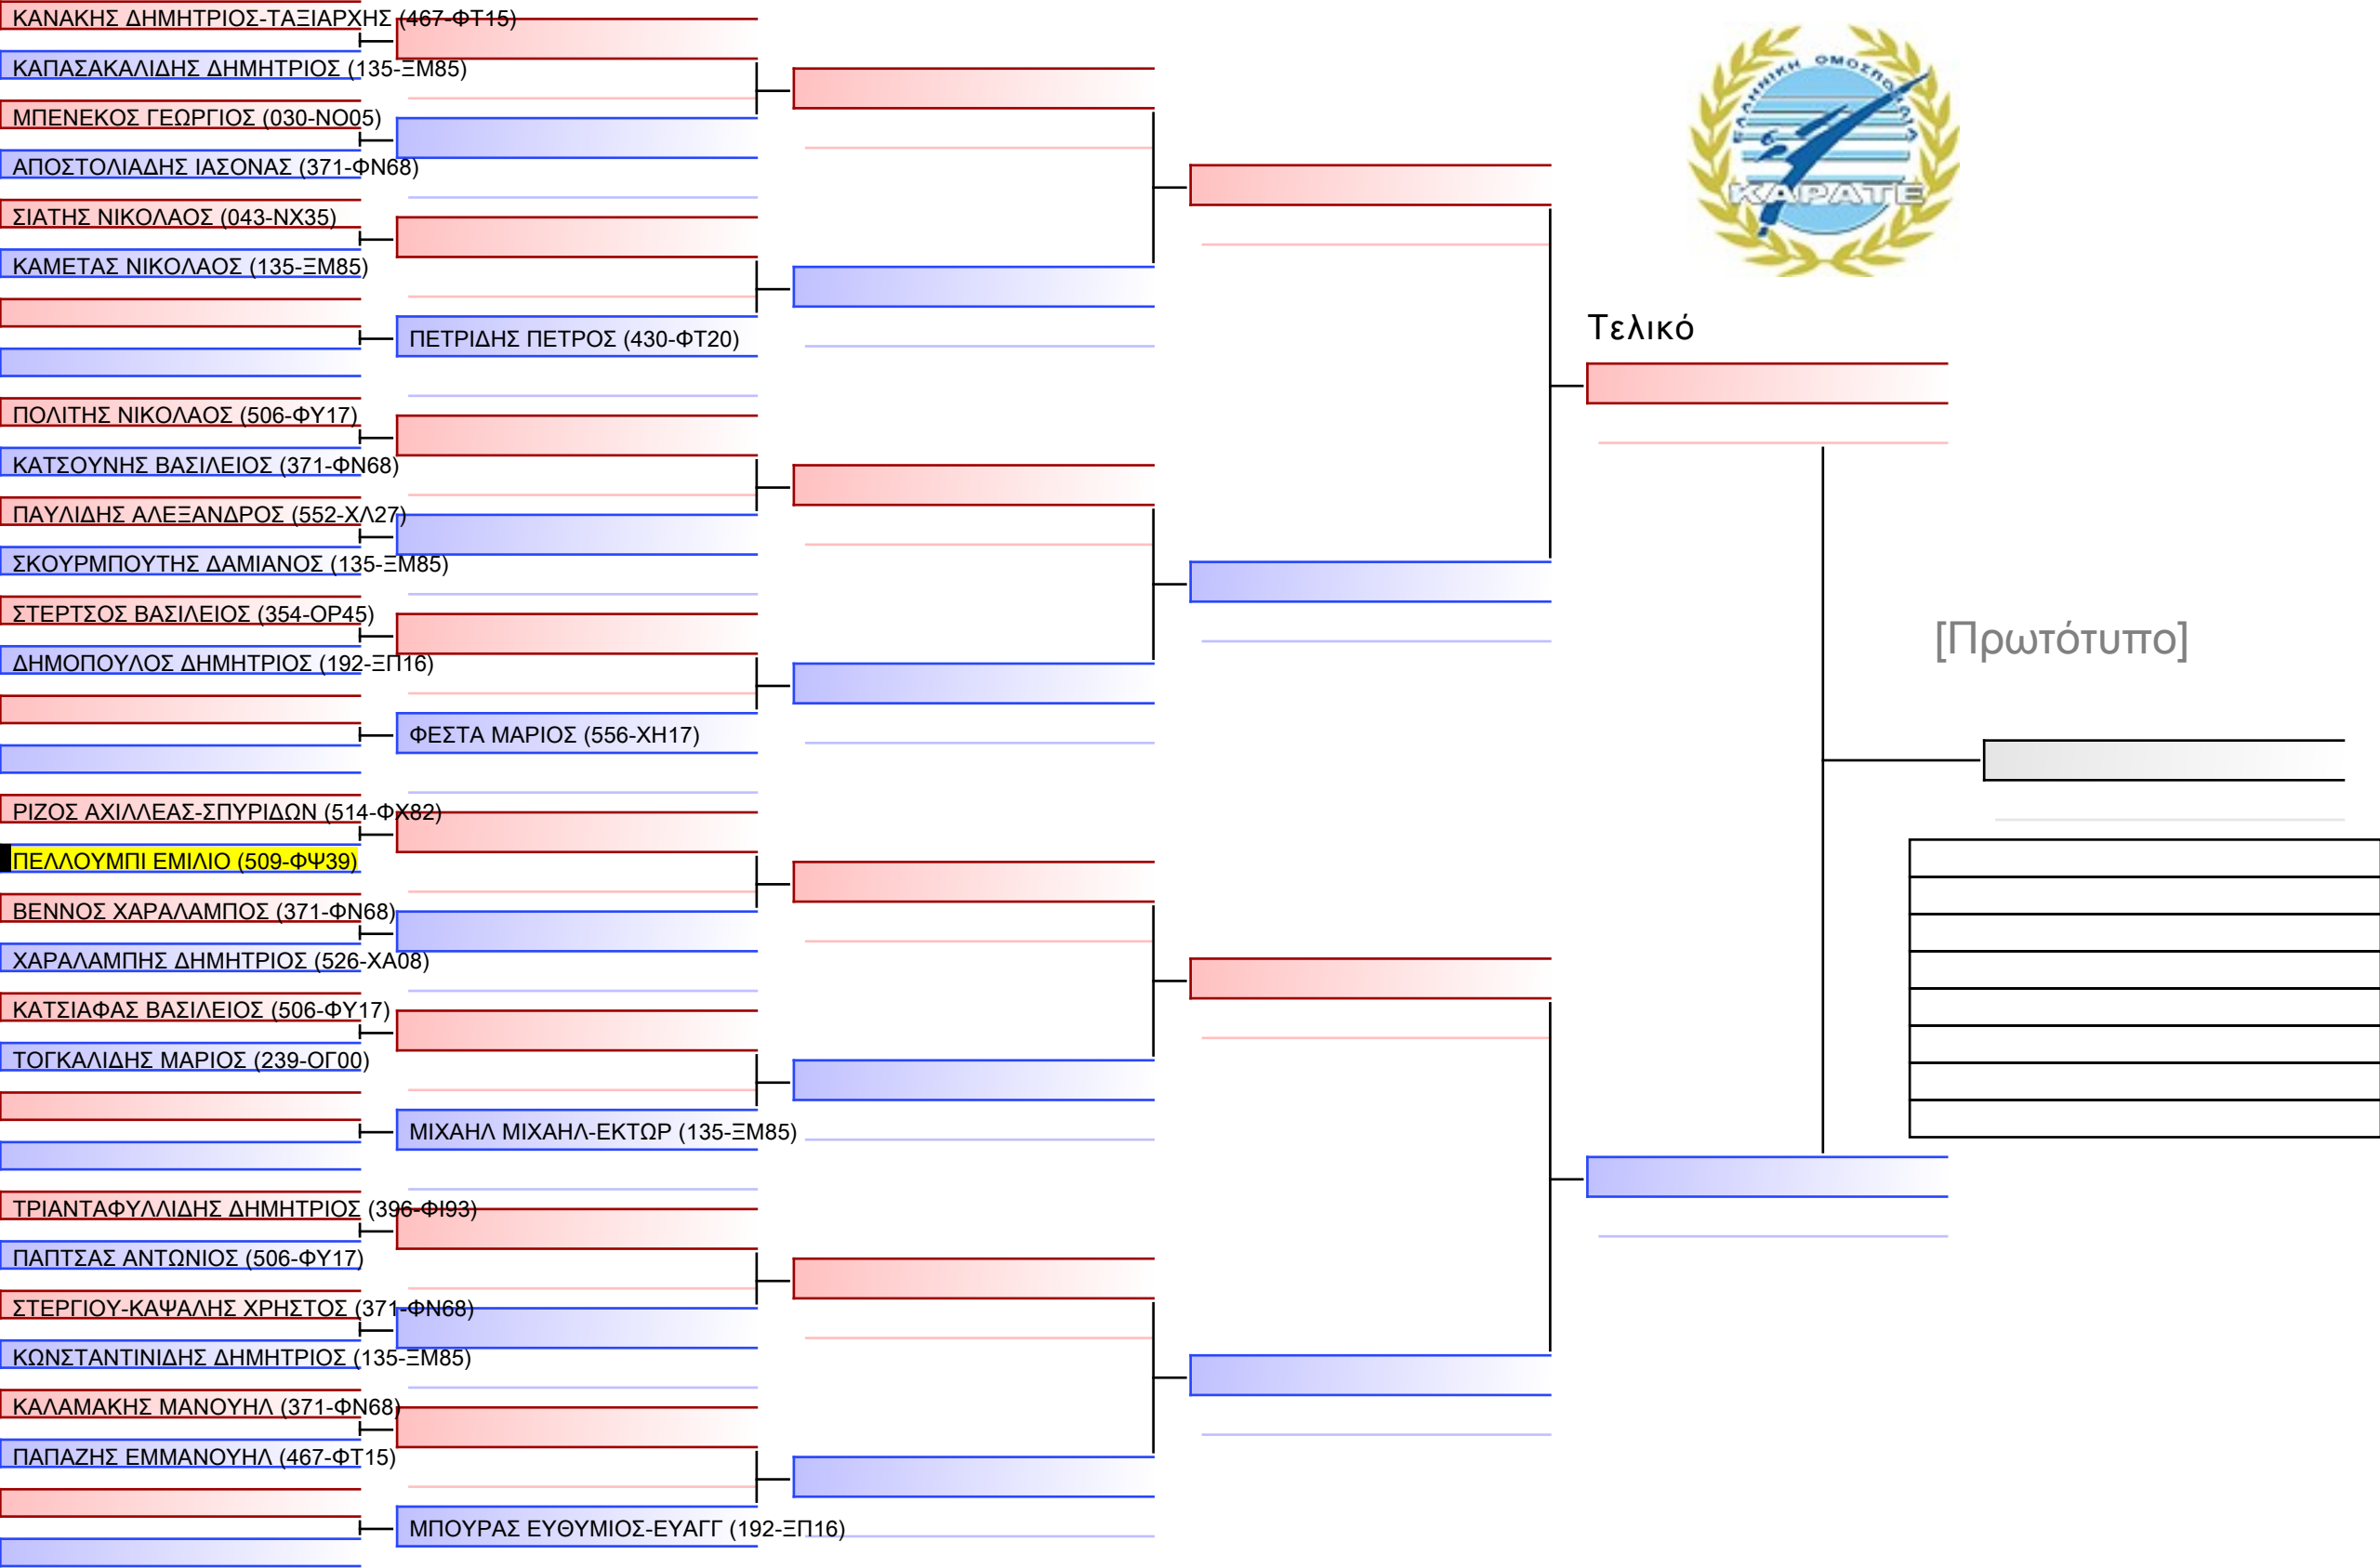 ΚΑΝΑΚΗΣ ΔΗΜΗΤΡΙΟΣ-ΤΑΞΙΑΡΧΗΣ (467-ΦΤ15)
ΚΑΠΑΣΑΚΑΛΙΔΗΣ ΔΗΜΗΤΡΙΟΣ (135-ΞΜ85)
ΜΠΕΝΕΚΟΣ ΓΕΩΡΓΙΟΣ (030-ΝΟ05)
ΑΠΟΣΤΟΛΙΑΔΗΣ ΙΑΣΟΝΑΣ (371-ΦΝ68)
ΣΙΑΤΗΣ ΝΙΚΟΛΑΟΣ (043-ΝΧ35)
ΚΑΜΕΤΑΣ ΝΙΚΟΛΑΟΣ (135-ΞΜ85)
ΠΕΤΡΙΔΗΣ ΠΕΤΡΟΣ (430-ΦΤ20)
ΠΟΛΙΤΗΣ ΝΙΚΟΛΑΟΣ (506-ΦΥ17)
ΚΑΤΣΟΥΝΗΣ ΒΑΣΙΛΕΙΟΣ (371-ΦΝ68)
ΠΑΥΛΙΔΗΣ ΑΛΕΞΑΝΔΡΟΣ (552-ΧΛ27)
ΣΚΟΥΡΜΠΟΥΤΗΣ ΔΑΜΙΑΝΟΣ (135-ΞΜ85)
ΣΤΕΡΤΣΟΣ ΒΑΣΙΛΕΙΟΣ (354-ΟΡ45)
ΔΗΜΟΠΟΥΛΟΣ ΔΗΜΗΤΡΙΟΣ (192-ΞΠ16)
ΦΕΣΤΑ ΜΑΡΙΟΣ (556-ΧΗ17)
ΡΙΖΟΣ ΑΧΙΛΛΕΑΣ-ΣΠΥΡΙΔΩΝ (514-ΦΧ82)
ΠΕΛΛΟΥΜΠΙ ΕΜΙΛΙΟ (509-ΦΨ39)
ΒΕΝΝΟΣ ΧΑΡΑΛΑΜΠΟΣ (371-ΦΝ68)
ΧΑΡΑΛΑΜΠΗΣ ΔΗΜΗΤΡΙΟΣ (526-ΧΑ08)
ΚΑΤΣΙΑΦΑΣ ΒΑΣΙΛΕΙΟΣ (506-ΦΥ17)
ΤΟΓΚΑΛΙΔΗΣ ΜΑΡΙΟΣ (239-ΟΓ00)
ΜΙΧΑΗΛ ΜΙΧΑΗΛ-ΕΚΤΩΡ (135-ΞΜ85)
ΤΡΙΑΝΤΑΦΥΛΛΙΔΗΣ ΔΗΜΗΤΡΙΟΣ (396-ΦΙ93)
ΠΑΠΤΣΑΣ ΑΝΤΩΝΙΟΣ (506-ΦΥ17)
ΣΤΕΡΓΙΟΥ-ΚΑΨΑΛΗΣ ΧΡΗΣΤΟΣ (371-ΦΝ68)
ΚΩΝΣΤΑΝΤΙΝΙΔΗΣ ΔΗΜΗΤΡΙΟΣ (135-ΞΜ85)
ΚΑΛΑΜΑΚΗΣ ΜΑΝΟΥΗΛ (371-ΦΝ68)
ΠΑΠΑΖΗΣ ΕΜΜΑΝΟΥΗΛ (467-ΦΤ15)
ΜΠΟΥΡΑΣ ΕΥΘΥΜΙΟΣ-ΕΥΑΓΓ (192-ΞΠ16)
ΕΛΛΗΝΙΚΗ ΟΜΟΣΠΟΝΔΙΑ
ΚΑΡΑΤΕ
Τελικό
[Πρωτότυπο]